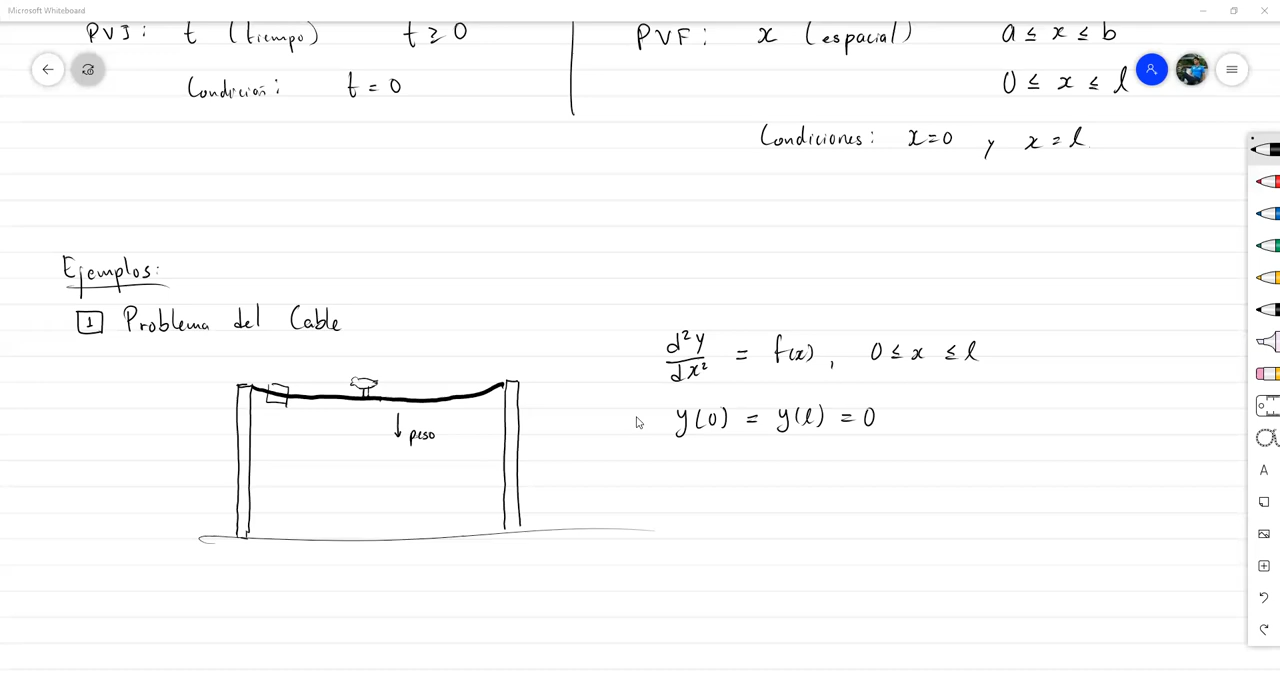 Microsoft Whiteboard
PVI: t (tiempo) t ≥ 0
Condición: t = 0
PVF: x (espacial) a ≤ x ≤ b
0 ≤ x ≤ l
Condiciones: x=0 y x = l.
Ejemplos:
1 Problema del Cable
peso
d²y/dx² = f(x), 0 ≤ x ≤ l
y(0) = y(l) = 0
A